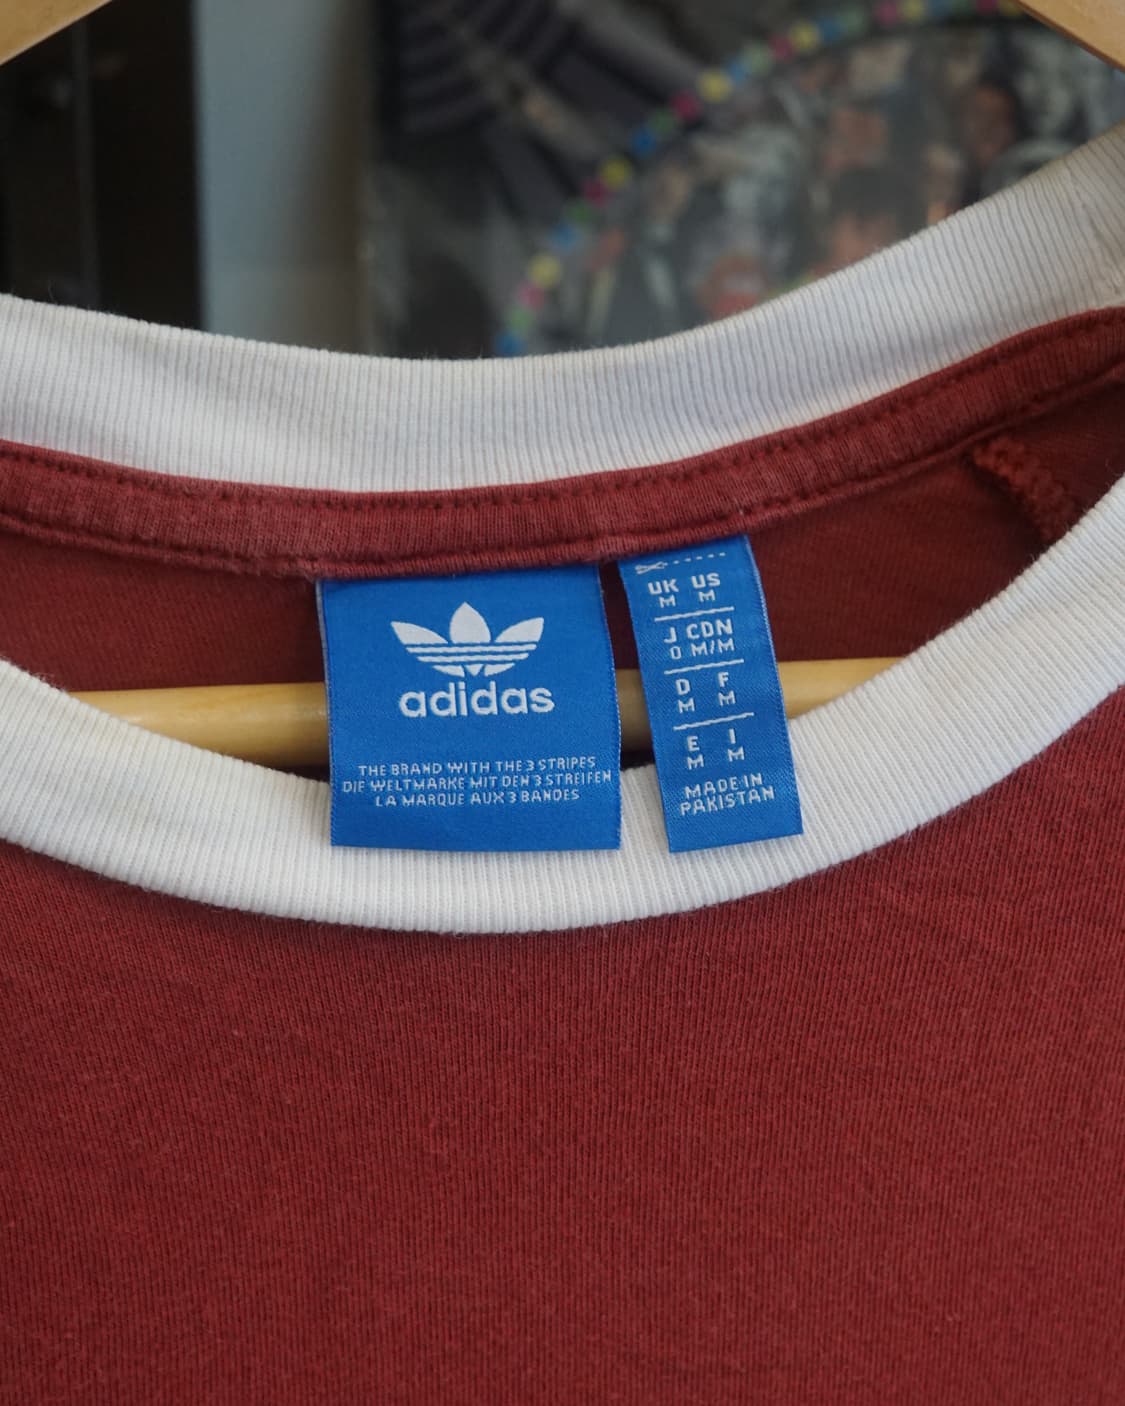 adidas
THE BRAND WITH THE 3 STRIPES
DIE WELTMARKE MIT DEN 3 STREIFEN
LA MARQUE AUX 3 BANDES
UK US
M M
J CDN
O M/M
D F
M M
E I
M M
MADE IN
PAKISTAN